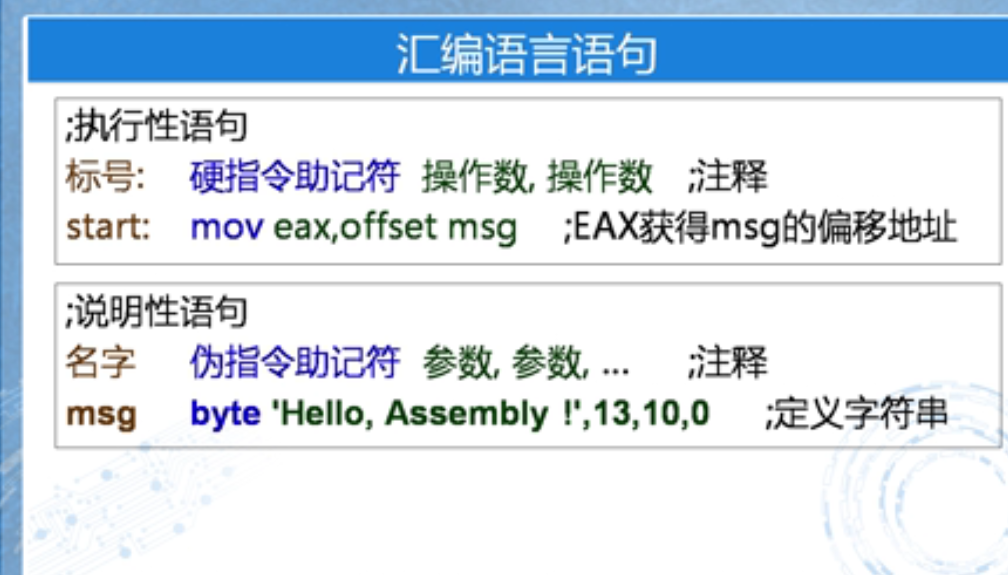 汇编语言语句
;执行性语句
标号: 硬指令助记符 操作数, 操作数 ;注释
start: mov eax,offset msg ;EAX获得msg的偏移地址
;说明性语句
名字 伪指令助记符 参数, 参数, ... ;注释
msg byte 'Hello, Assembly !',13,10,0 ;定义字符串